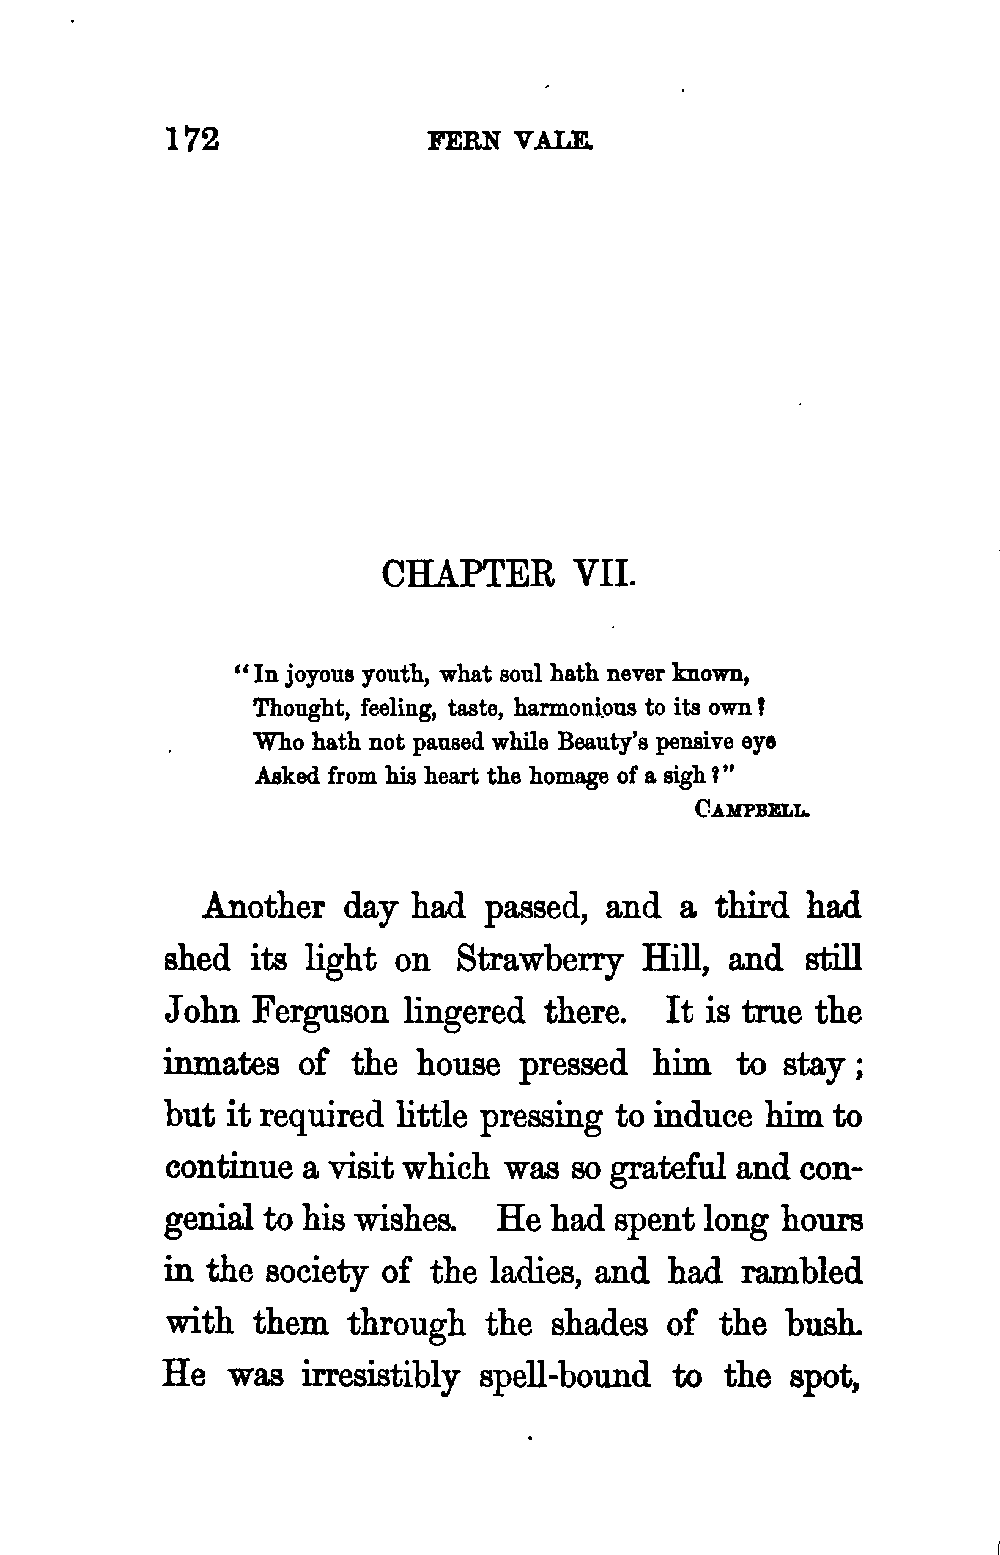 172 FERN VALE.
CHAPTER VII.
"In joyous youth, what soul hath never known,
Thought, feeling, taste, harmonious to its own?
Who hath not paused while Beauty's pensive eye
Asked from his heart the homage of a sigh?"
CAMPBELL.
Another day had passed, and a third had
shed its light on Strawberry Hill, and still
John Ferguson lingered there. It is true the
inmates of the house pressed him to stay;
but it required little pressing to induce him to
continue a visit which was so grateful and con-
genial to his wishes. He had spent long hours
in the society of the ladies, and had rambled
with them through the shades of the bush.
He was irresistibly spell-bound to the spot,